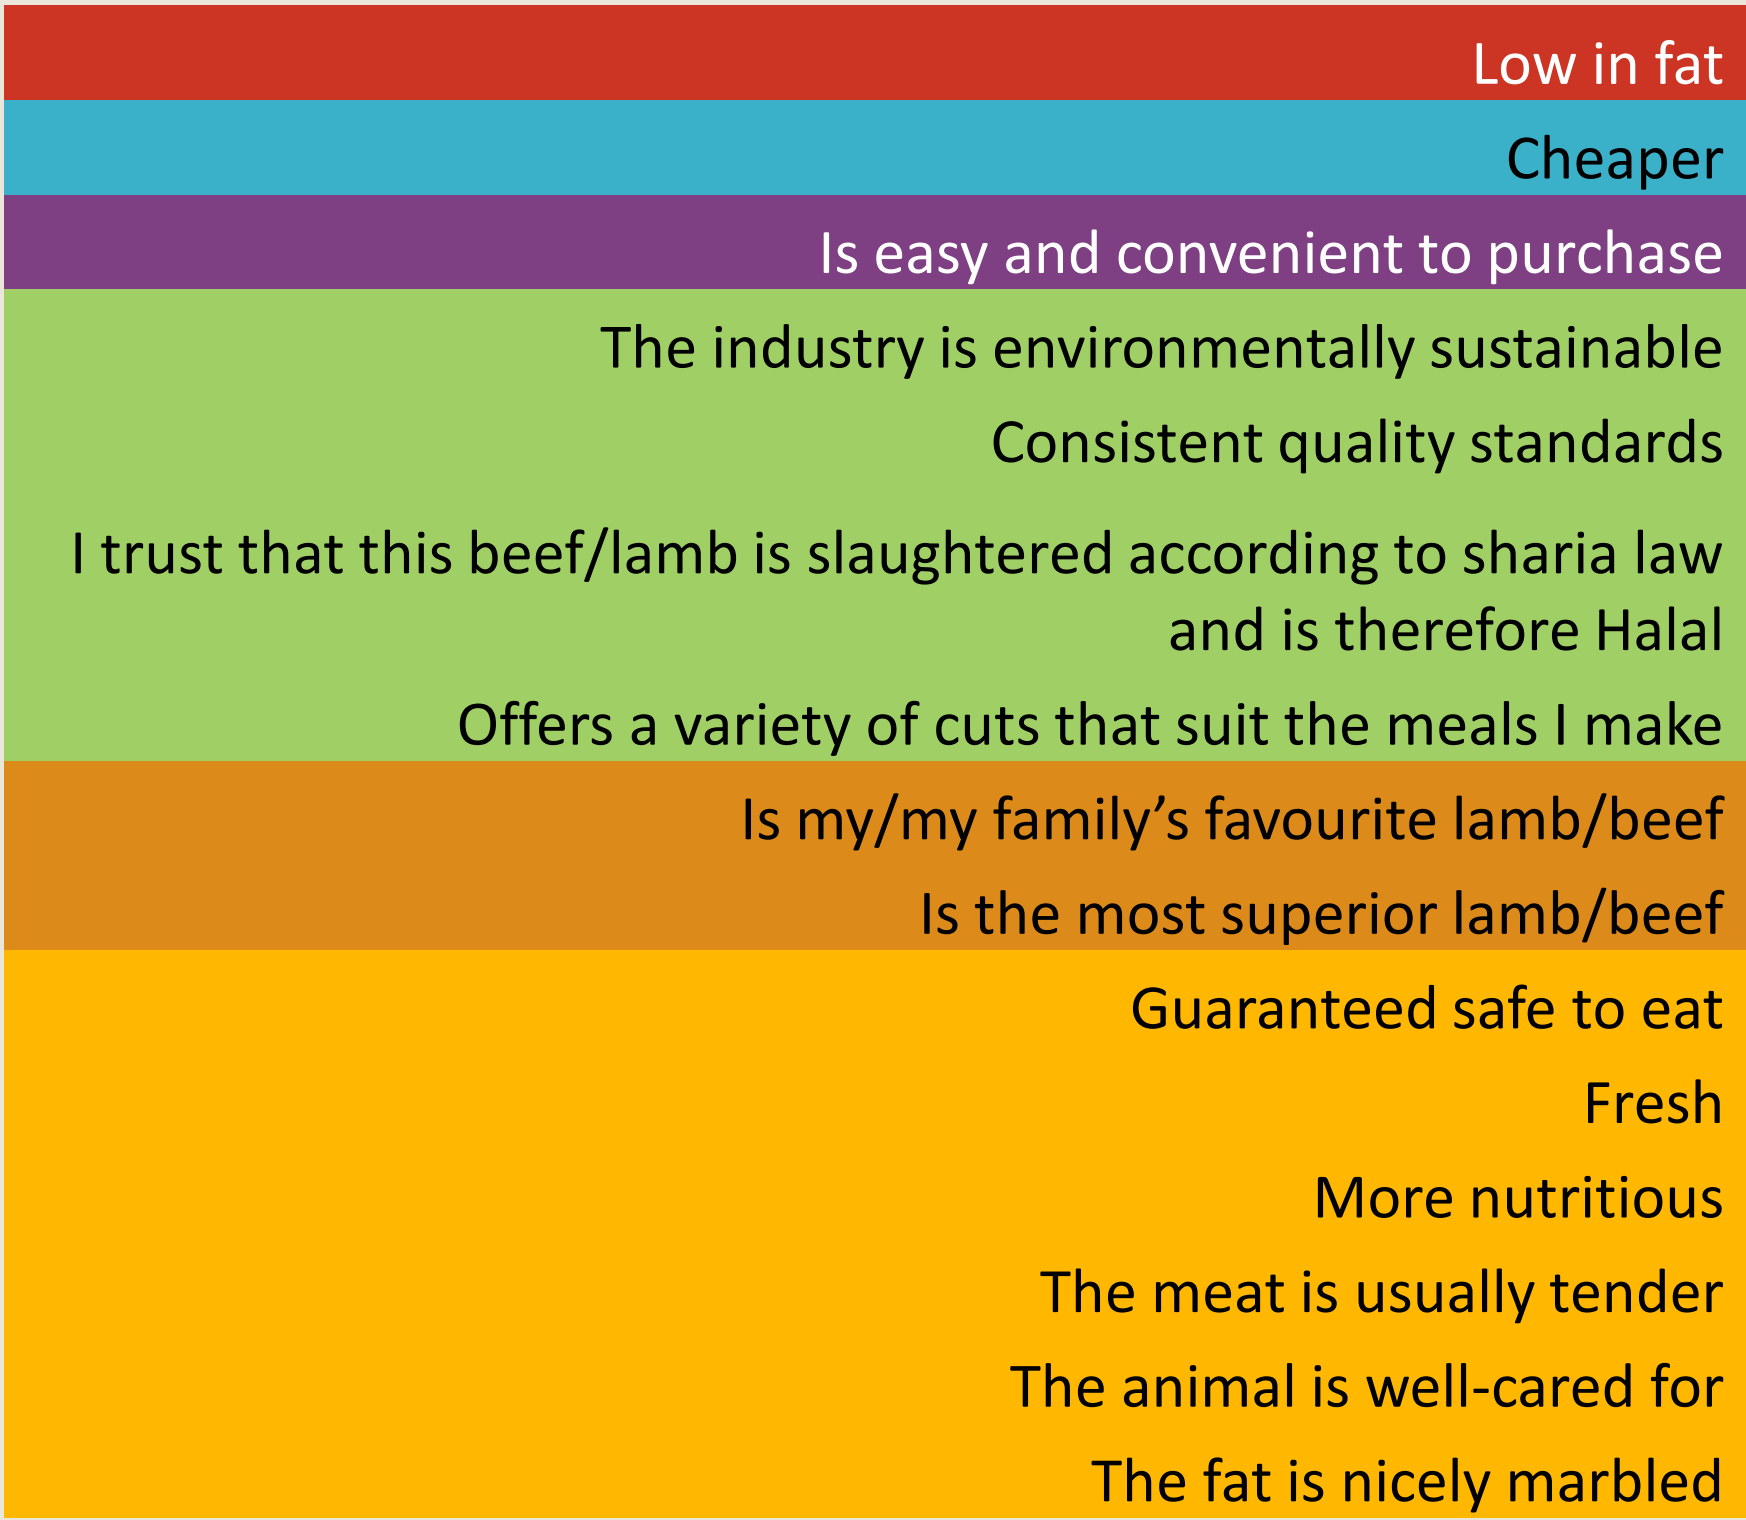 Low in fat
Cheaper
Is easy and convenient to purchase
The industry is environmentally sustainable
Consistent quality standards
I trust that this beef/lamb is slaughtered according to sharia law
and is therefore Halal
Offers a variety of cuts that suit the meals I make
Is my/my family’s favourite lamb/beef
Is the most superior lamb/beef
Guaranteed safe to eat
Fresh
More nutritious
The meat is usually tender
The animal is well-cared for
The fat is nicely marbled